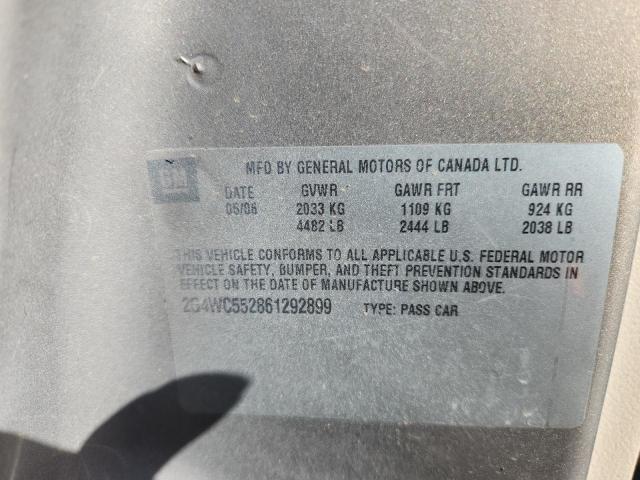 GM MFD BY GENERAL MOTORS OF CANADA LTD.
DATE GVWR GAWR FRT GAWR RR
05/06 2033 KG 1109 KG 924 KG
4482 LB 2444 LB 2038 LB
THIS VEHICLE CONFORMS TO ALL APPLICABLE U.S. FEDERAL MOTOR
VEHICLE SAFETY, BUMPER, AND THEFT PREVENTION STANDARDS IN
EFFECT ON THE DATE OF MANUFACTURE SHOWN ABOVE.
2G4WC552861292899 TYPE: PASS CAR